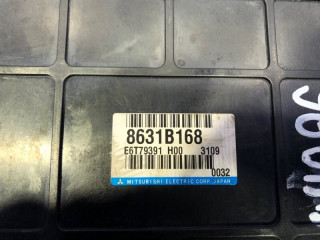 8631B168
E6T79391 H00 3109
0032
MITSUBISHI ELECTRIC CORP. JAPAN